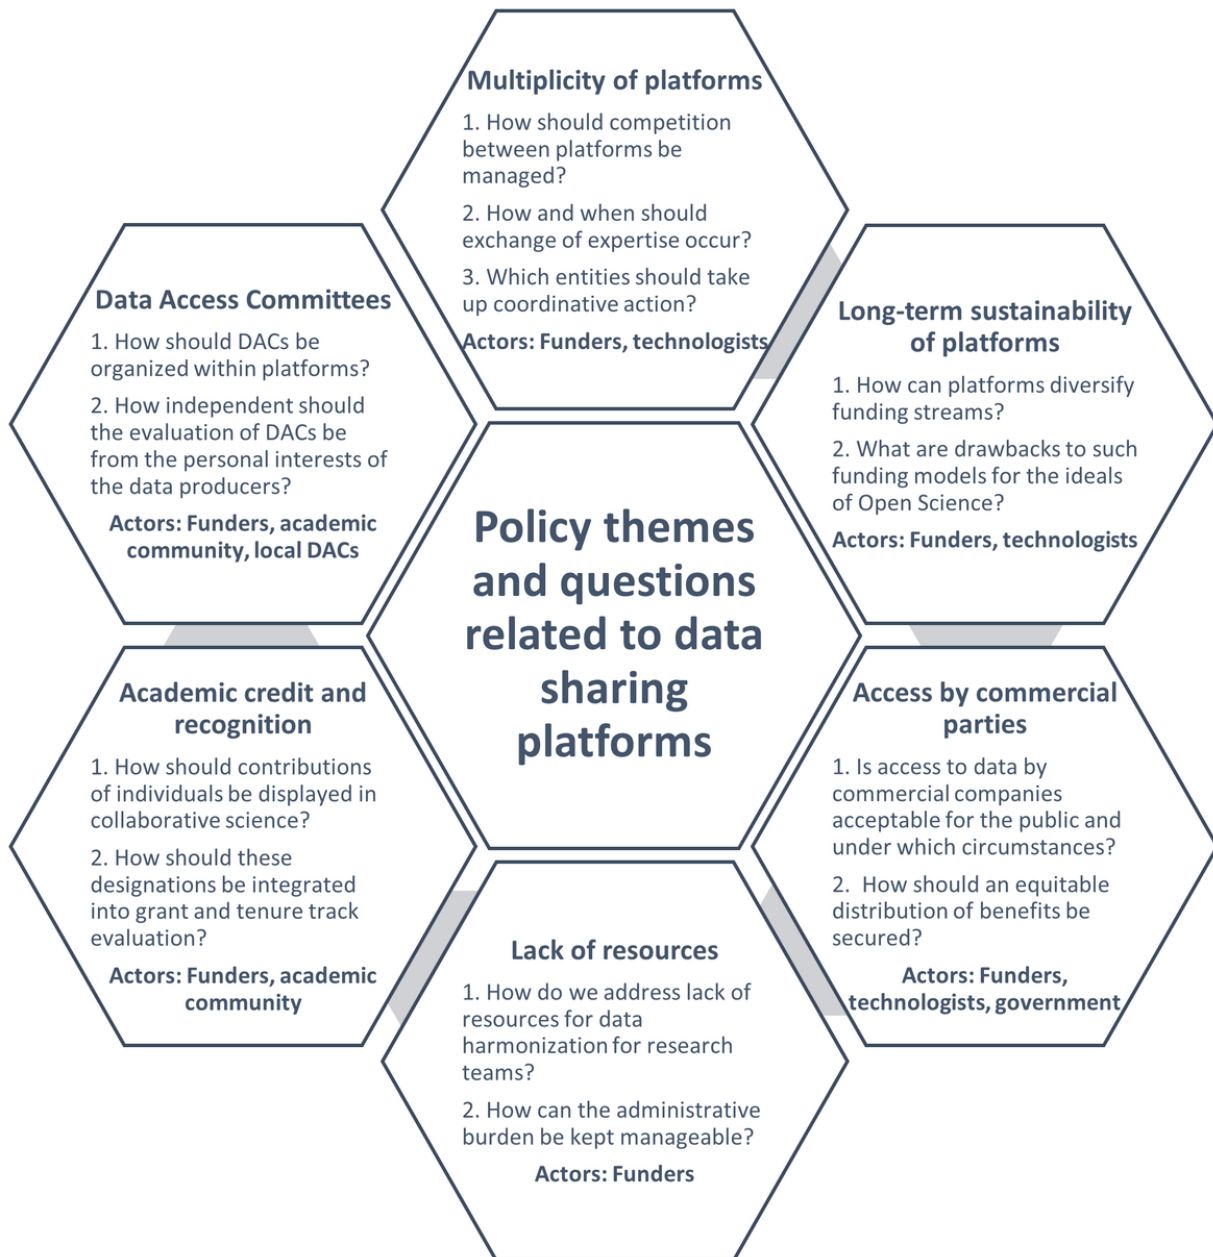 Multiplicity of platforms
1. How should competition
between platforms be
managed?
2. How and when should
exchange of expertise occur?
3. Which entities should take
up coordinative action?
Actors: Funders, technologists
Data Access Committees
1. How should DACs be
organized within platforms?
2. How independent should
the evaluation of DACs be
from the personal interests of
the data producers?
Actors: Funders, academic
community, local DACs
Long-term sustainability
of platforms
1. How can platforms diversify
funding streams?
2. What are drawbacks to such
funding models for the ideals
of Open Science?
Actors: Funders, technologists
Policy themes
and questions
related to data
sharing
platforms
Academic credit and
recognition
1. How should contributions
of individuals be displayed in
collaborative science?
2. How should these
designations be integrated
into grant and tenure track
evaluation?
Actors: Funders, academic
community
Access by commercial
parties
1. Is access to data by
commercial companies
acceptable for the public and
under which circumstances?
2. How should an equitable
distribution of benefits be
secured?
Actors: Funders,
technologists, government
Lack of resources
1. How do we address lack of
resources for data
harmonization for research
teams?
2. How can the administrative
burden be kept manageable?
Actors: Funders